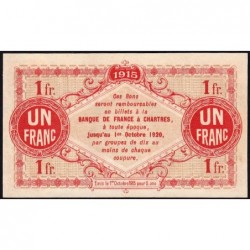 1915
1 fr. 1 fr.
Ces Bons
seront remboursables
en billets à la
BANQUE DE FRANCE À CHARTRES,
à toute époque,
jusqu'au 1er Octobre 1920,
par groupes de dix
au moins de chaque
coupure.
UN FRANC UN FRANC
1 fr. 1 fr.